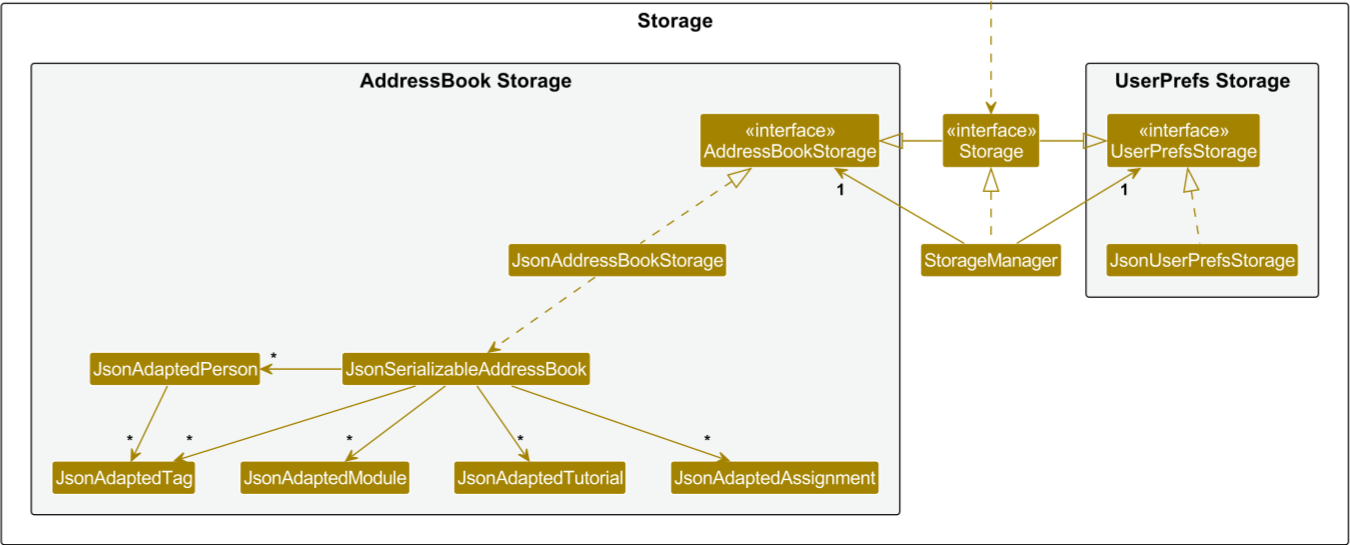 Storage
AddressBook Storage
UserPrefs Storage
«interface»
AddressBookStorage
«interface»
Storage
«interface»
UserPrefsStorage
1
1
JsonAddressBookStorage
StorageManager
JsonUserPrefsStorage
JsonAdaptedPerson
*
JsonSerializableAddressBook
*
*
*
*
*
JsonAdaptedTag
JsonAdaptedModule
JsonAdaptedTutorial
JsonAdaptedAssignment